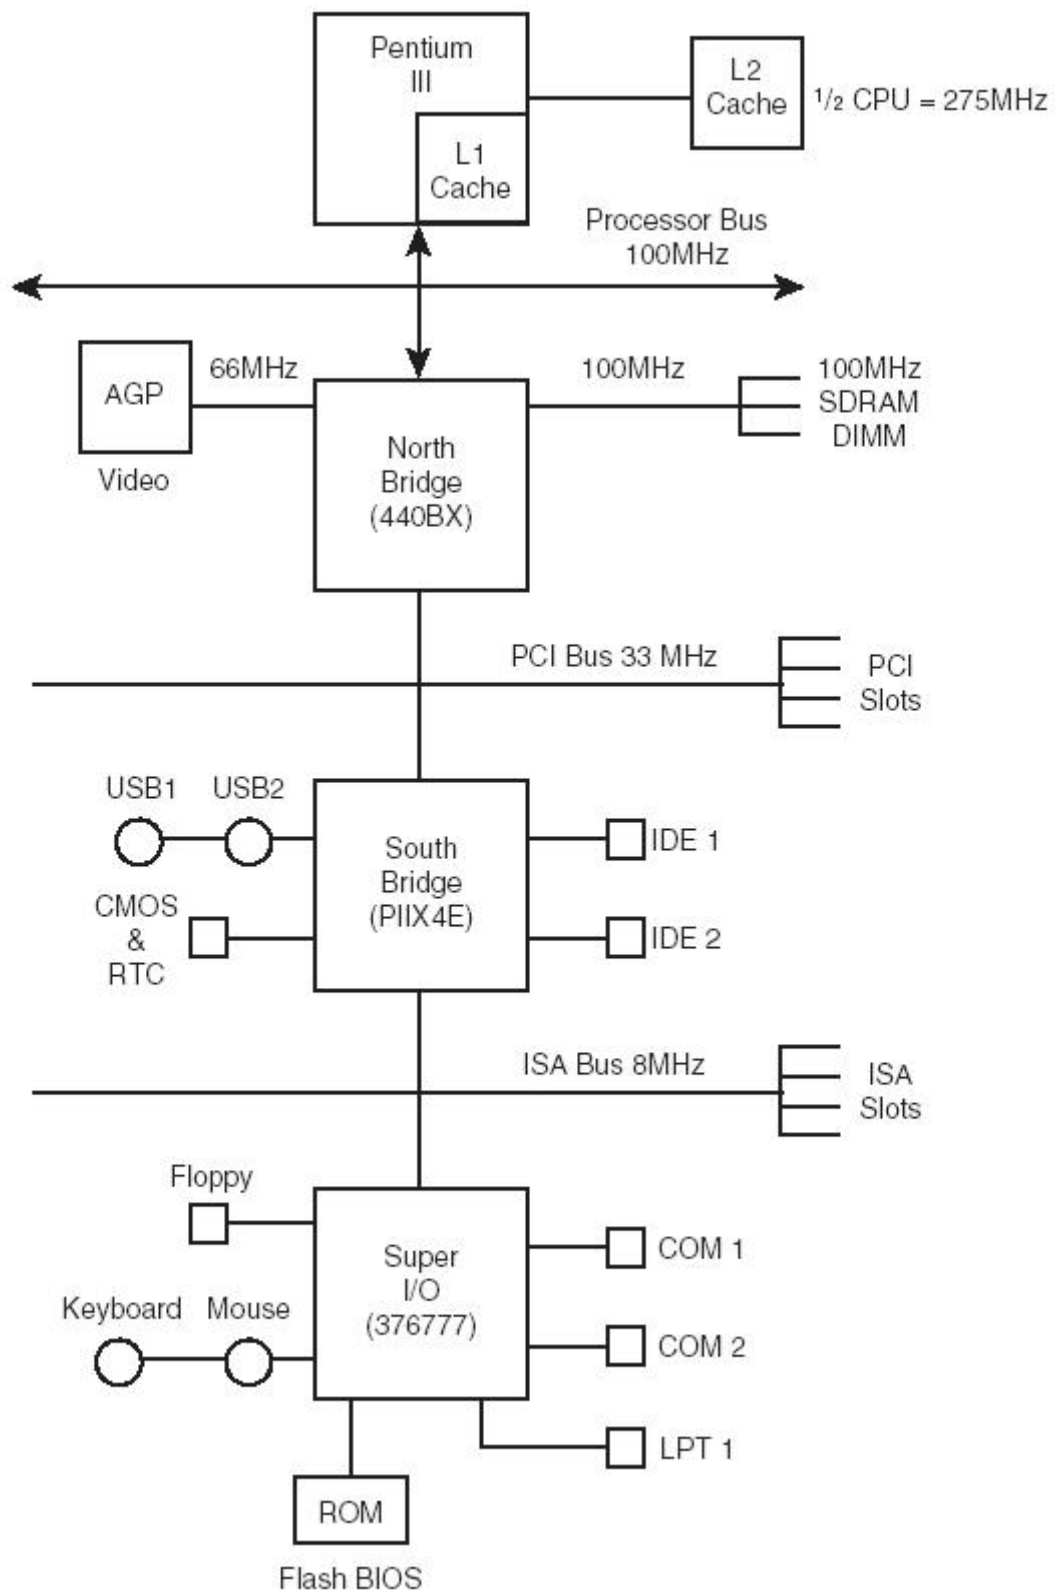 Pentium
III
L2
Cache
1/2 CPU = 275MHz
L1
Cache
Processor Bus
100MHz
AGP
Video
66MHz
100MHz
100MHz
SDRAM
DIMM
North
Bridge
(440BX)
PCI Bus 33 MHz
PCI
Slots
USB1
USB2
CMOS
&
RTC
South
Bridge
(PIIX4E)
IDE 1
IDE 2
ISA Bus 8MHz
ISA
Slots
Floppy
Keyboard
Mouse
Super
I/O
(376777)
COM 1
COM 2
LPT 1
ROM
Flash BIOS